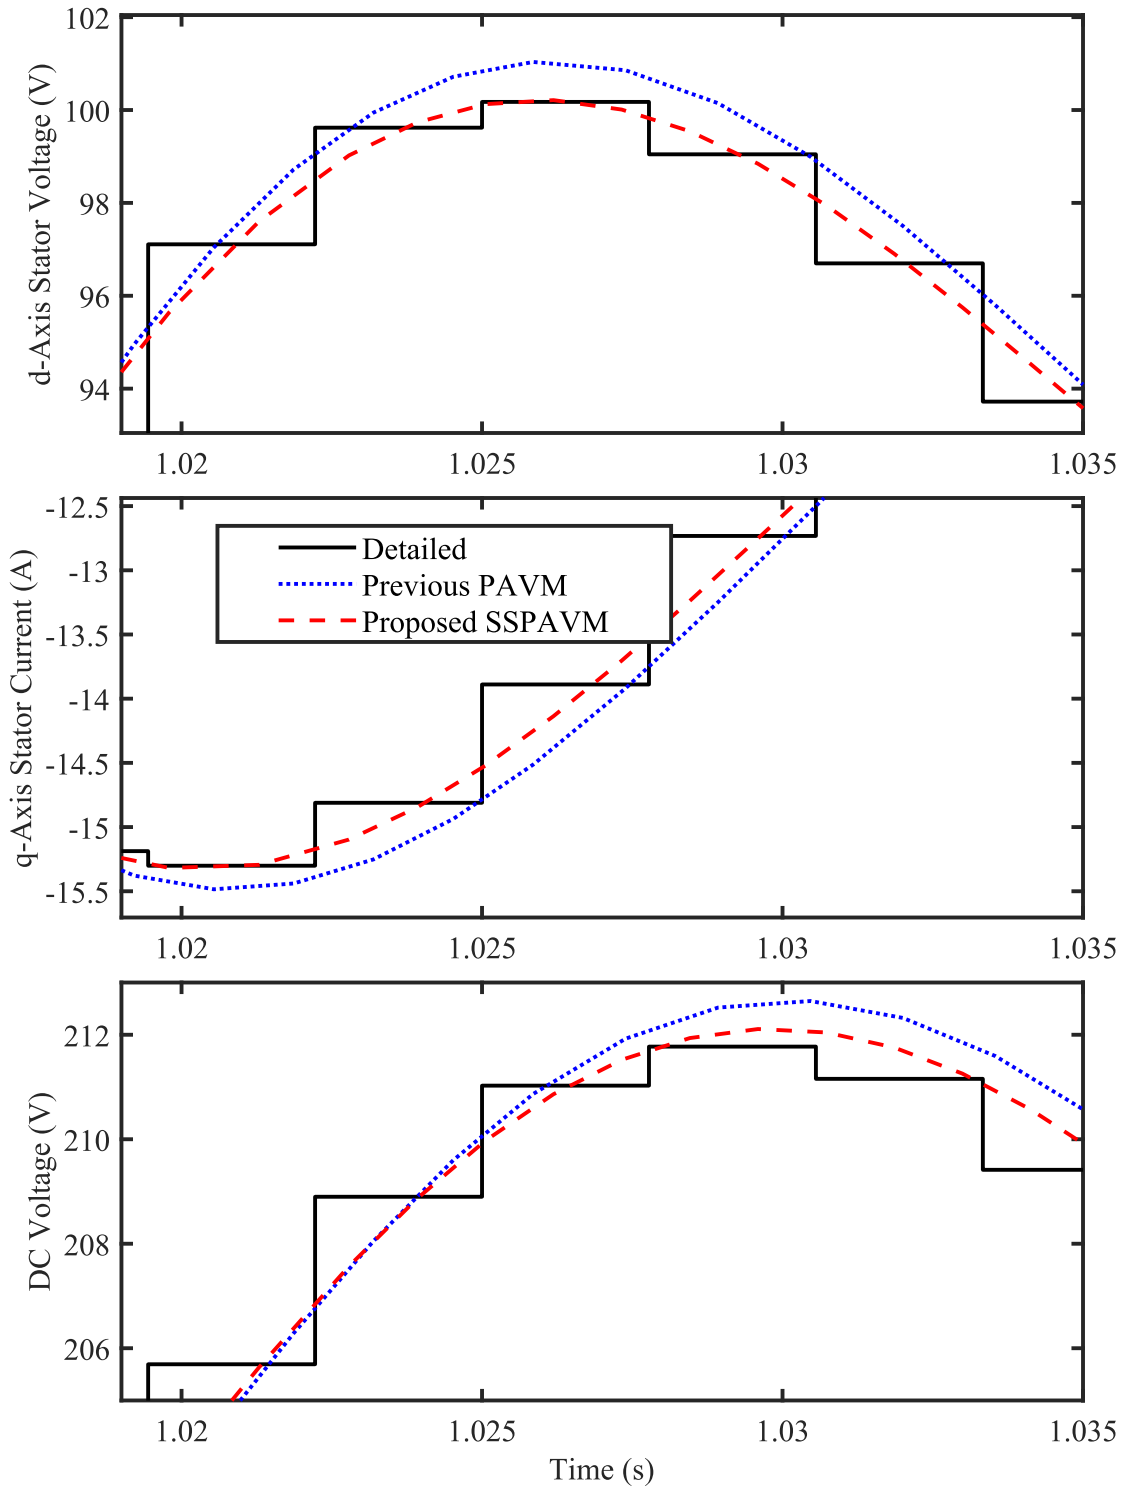 102
100
98
96
94
d-Axis Stator Voltage (V)
1.02 1.025 1.03 1.035
-12.5
-13
-13.5
-14
-14.5
-15
-15.5
q-Axis Stator Current (A)
Detailed
Previous PAVM
Proposed SSPAVM
1.02 1.025 1.03 1.035
212
210
208
206
DC Voltage (V)
1.02 1.025 1.03 1.035
Time (s)